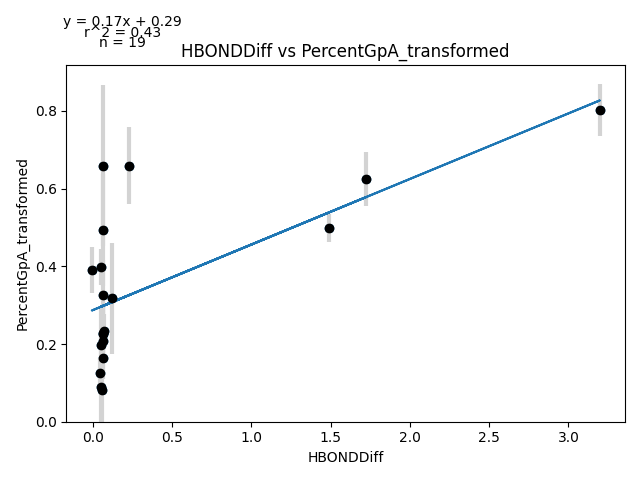 y = 0.17x + 0.29
r^2 = 0.43
n = 19
HBONDDiff vs PercentGpA_transformed
PercentGpA_transformed
0.8
0.6
0.4
0.2
0.0
0.0 0.5 1.0 1.5 2.0 2.5 3.0
HBONDDiff